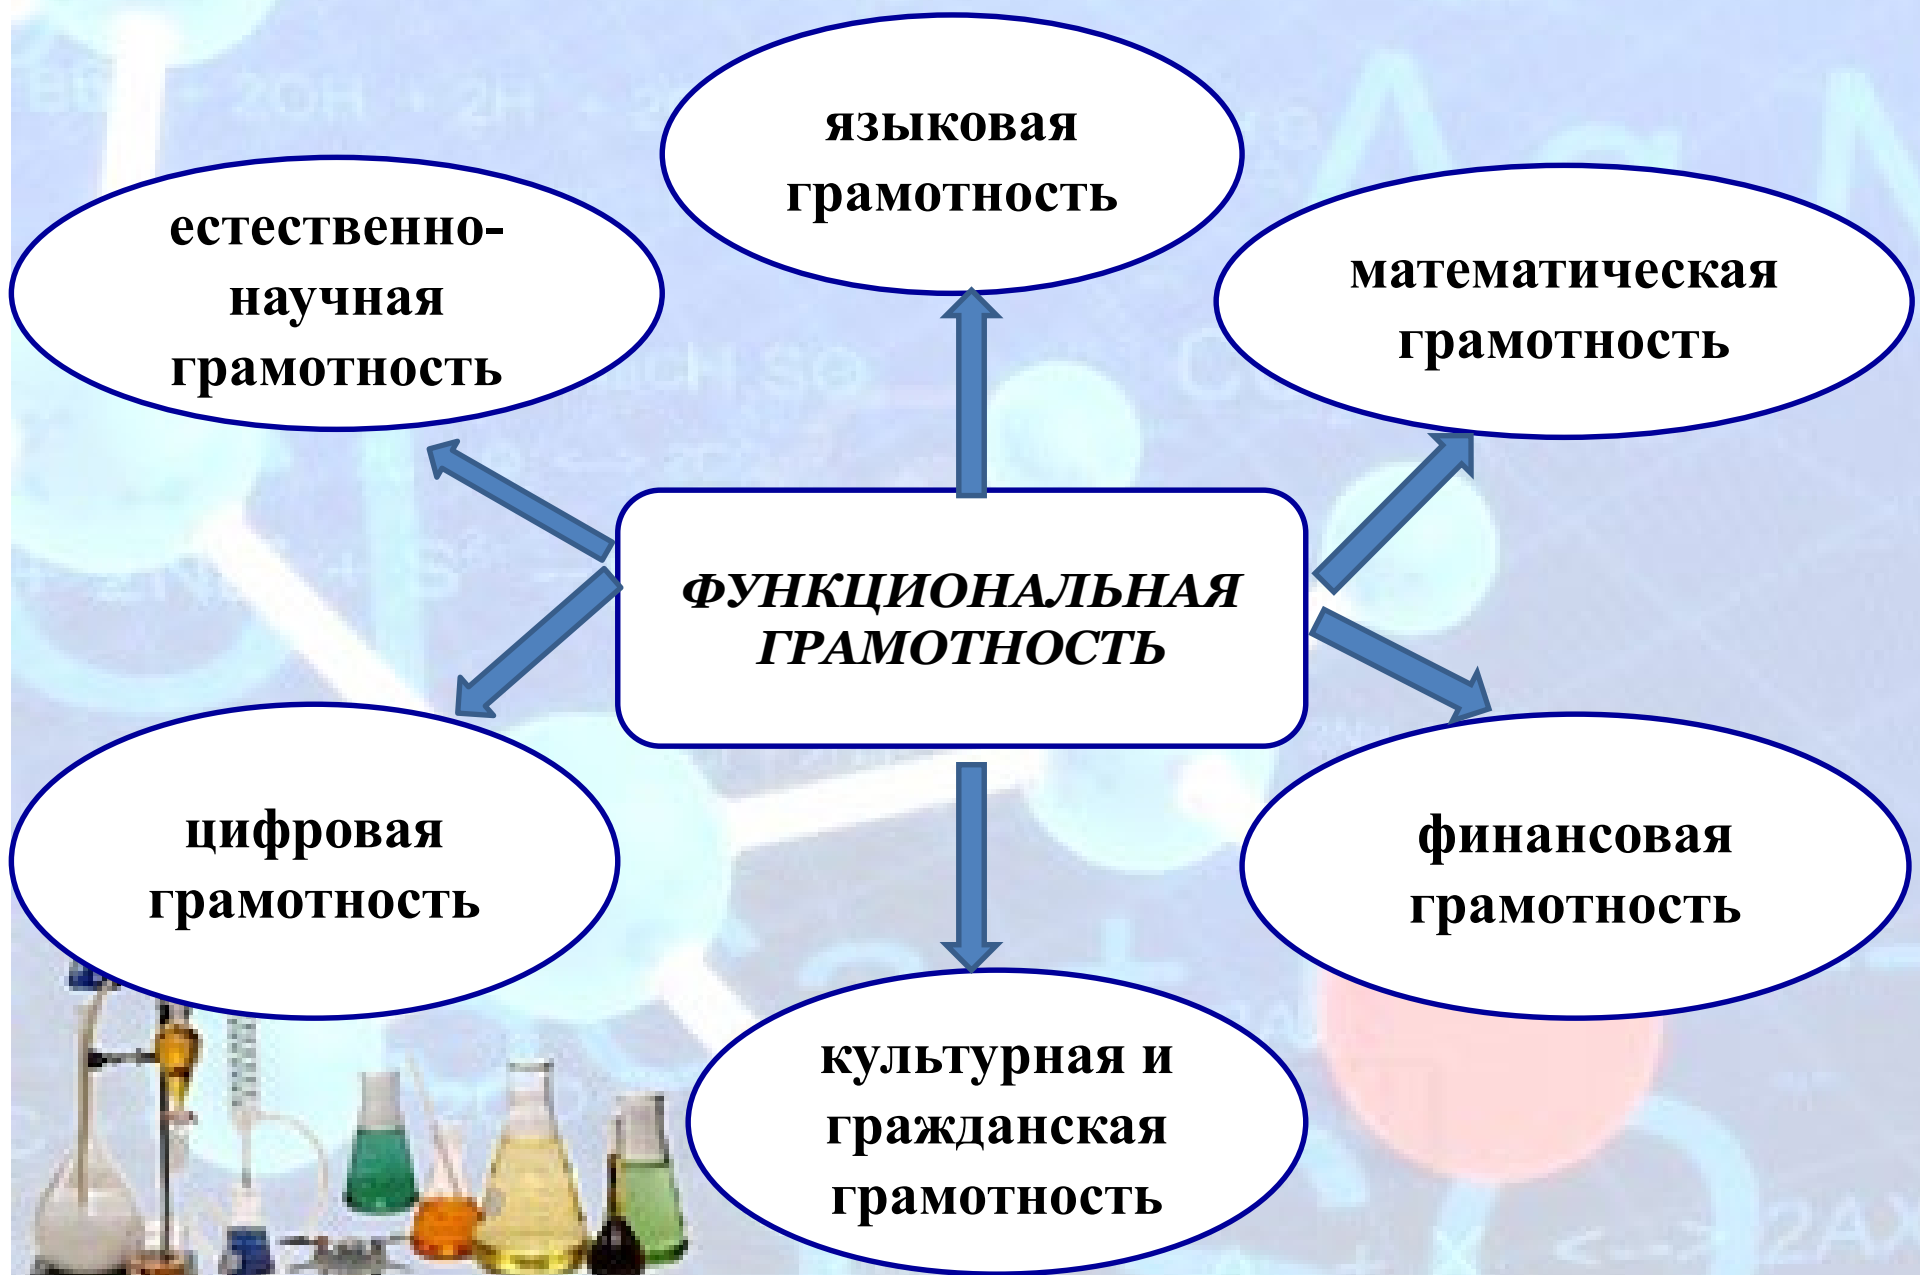 языковая
грамотность
естественно-
научная
грамотность
математическая
грамотность
ФУНКЦИОНАЛЬНАЯ
ГРАМОТНОСТЬ
цифровая
грамотность
финансовая
грамотность
культурная и
гражданская
грамотность